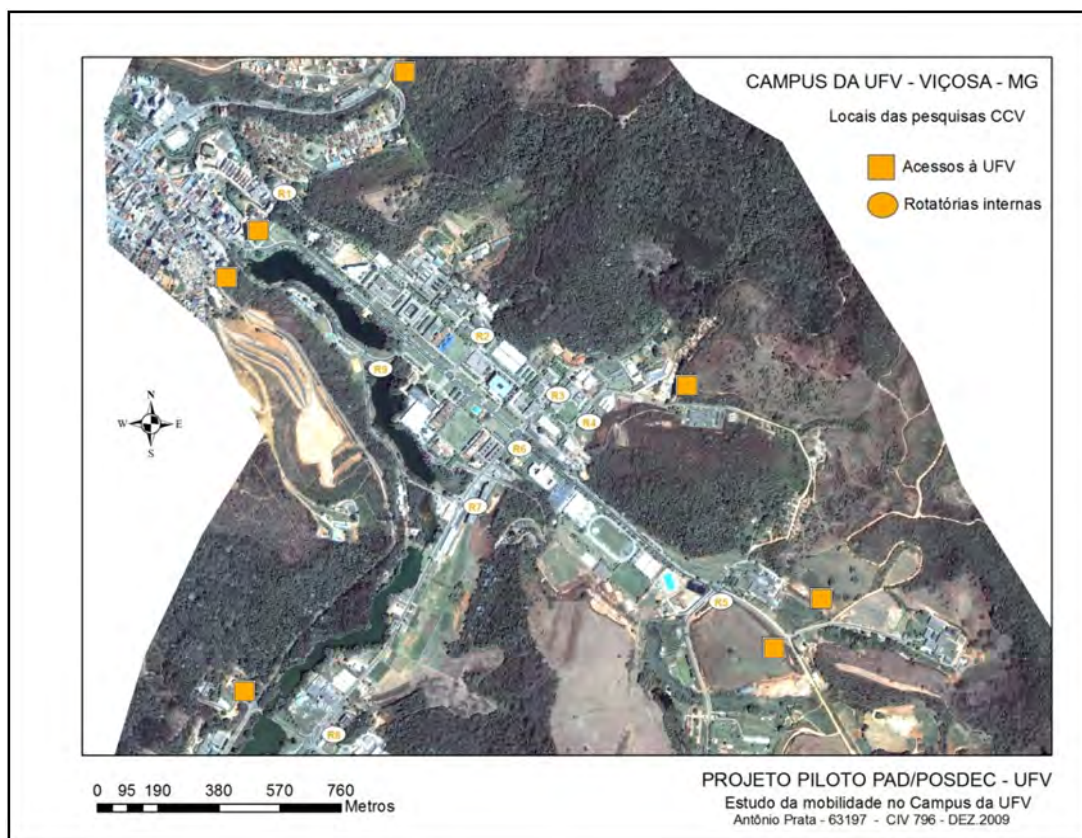 CAMPUS DA UFV - VIÇOSA - MG
Locais das pesquisas CCV
Acessos à UFV
Rotatórias internas
R1
R2
R9
R3
R4
R6
R7
R5
R8
N
W
E
S
0 95 190 380 570 760
Metros
PROJETO PILOTO PAD/POSDEC - UFV
Estudo da mobilidade no Campus da UFV
Antônio Prata - 63197 - CIV 796 - DEZ.2009